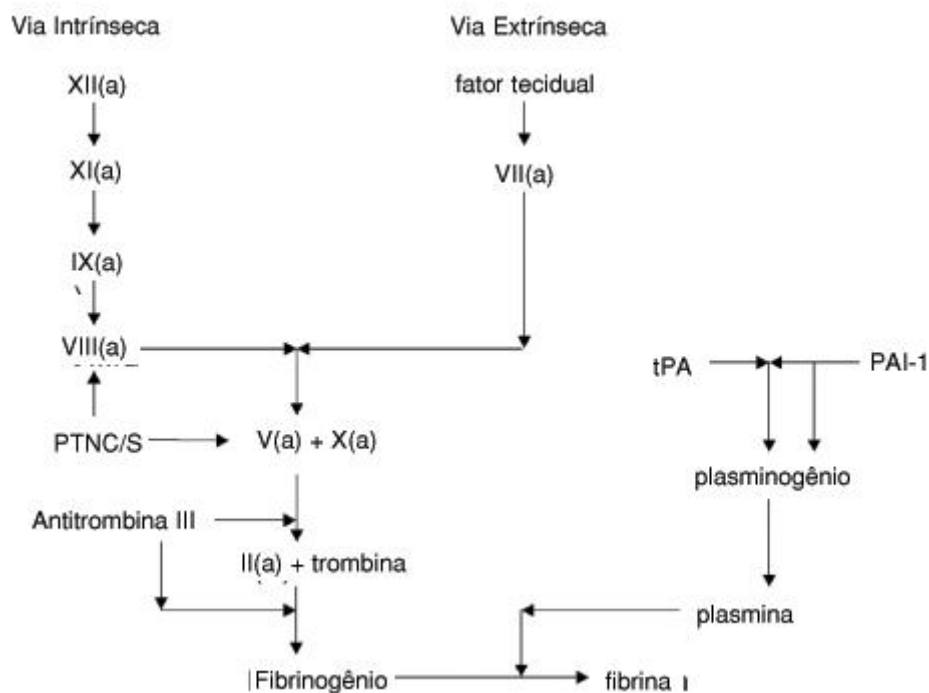 Via Intrínseca
Via Extrínseca
XII(a)
fator tecidual
XI(a)
VII(a)
IX(a)
VIII(a)
tPA
PAI-1
PTNC/S
V(a) + X(a)
plasminogênio
Antitrombina III
II(a) + trombina
plasmina
Fibrinogênio
fibrina